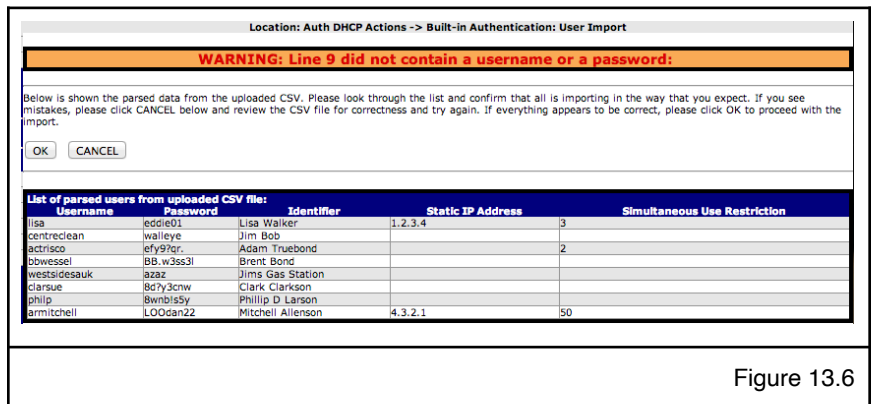 Location: Auth DHCP Actions -> Built-in Authentication: User Import
WARNING: Line 9 did not contain a username or a password:
Below is shown the parsed data from the uploaded CSV. Please look through the list and confirm that all is importing in the way that you expect. If you see
mistakes, please click CANCEL below and review the CSV file for correctness and try again. If everything appears to be correct, please click OK to proceed with the
import.
OK CANCEL
List of parsed users from uploaded CSV file:
Username Password Identifier Static IP Address Simultaneous Use Restriction
lisa eddie01 Lisa Walker 1.2.3.4 3
centreclean walleye Jim Bob
actrisco efy9?qr. Adam Truebond 2
bbwessel BB.w3ss3l Brent Bond
westsidesauk azaz Jims Gas Station
clarsue 8d?y3cnw Clark Clarkson
philp 8wnb!s5y Phillip D Larson
armitchell LOOdan22 Mitchell Allenson 4.3.2.1 50
Figure 13.6